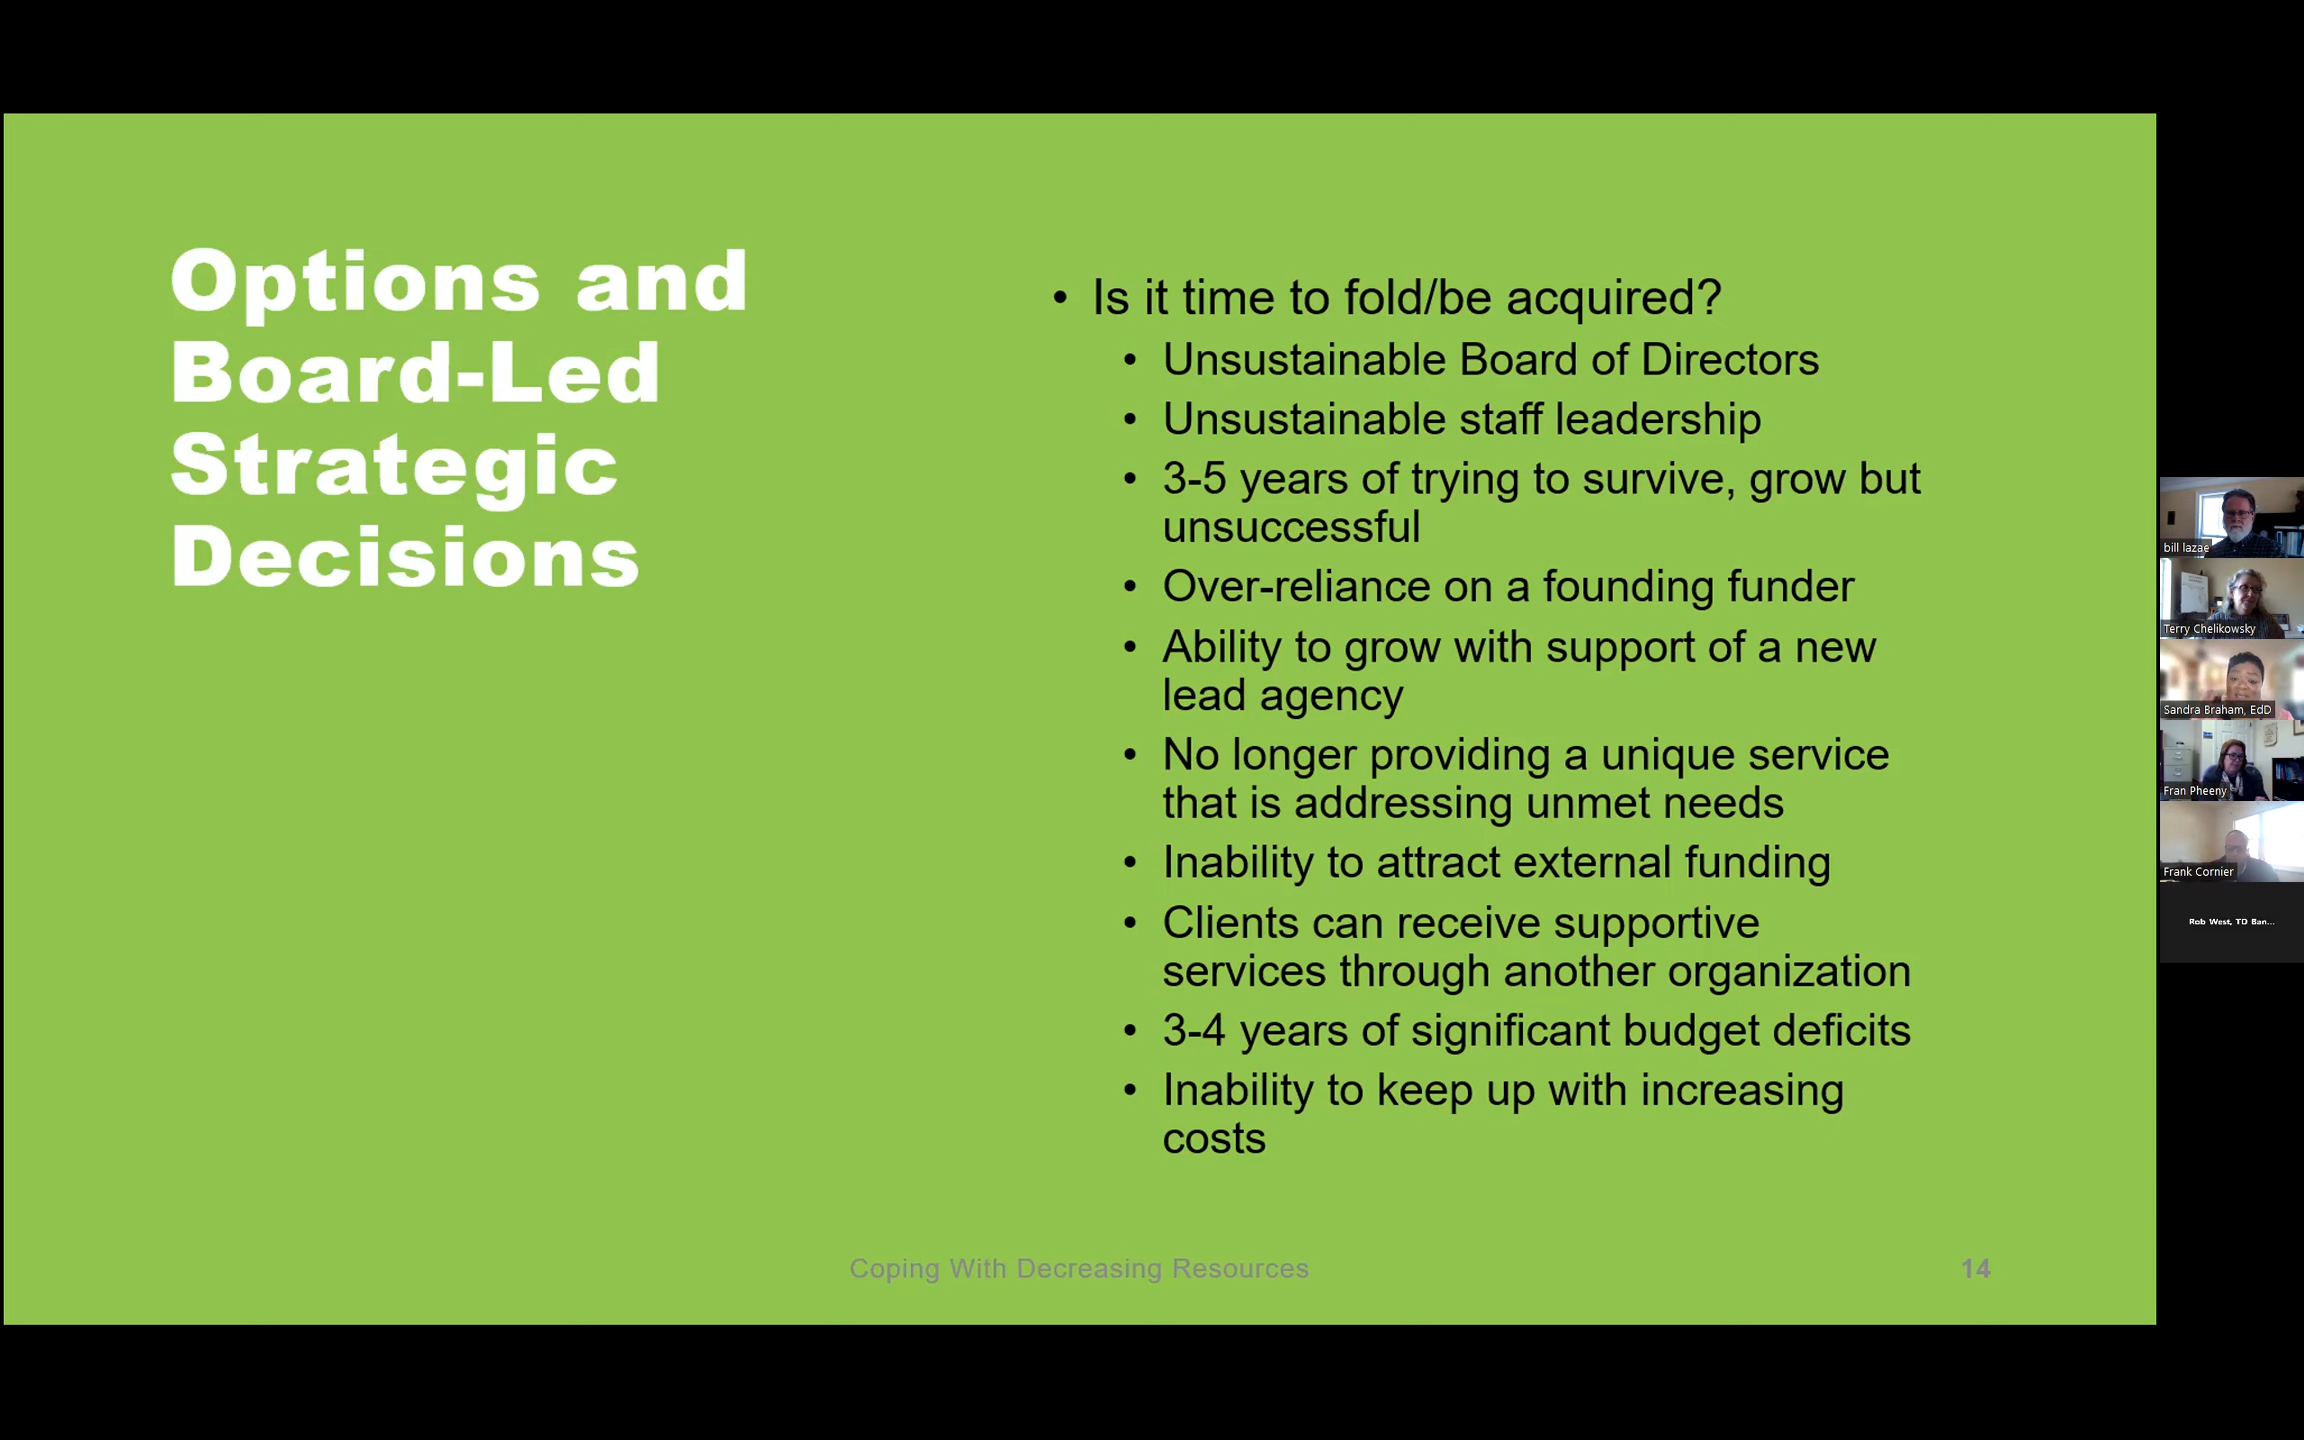 Options and
Board-Led
Strategic
Decisions
• Is it time to fold/be acquired?
• Unsustainable Board of Directors
• Unsustainable staff leadership
• 3-5 years of trying to survive, grow but
unsuccessful
• Over-reliance on a founding funder
• Ability to grow with support of a new
lead agency
• No longer providing a unique service
that is addressing unmet needs
• Inability to attract external funding
• Clients can receive supportive
services through another organization
• 3-4 years of significant budget deficits
• Inability to keep up with increasing
costs
Coping With Decreasing Resources
14
bill lazae
Terry Chelikowsky
Sandra Braham, EdD
Fran Pheeny
Frank Cornier
Rob West, TD Ban...